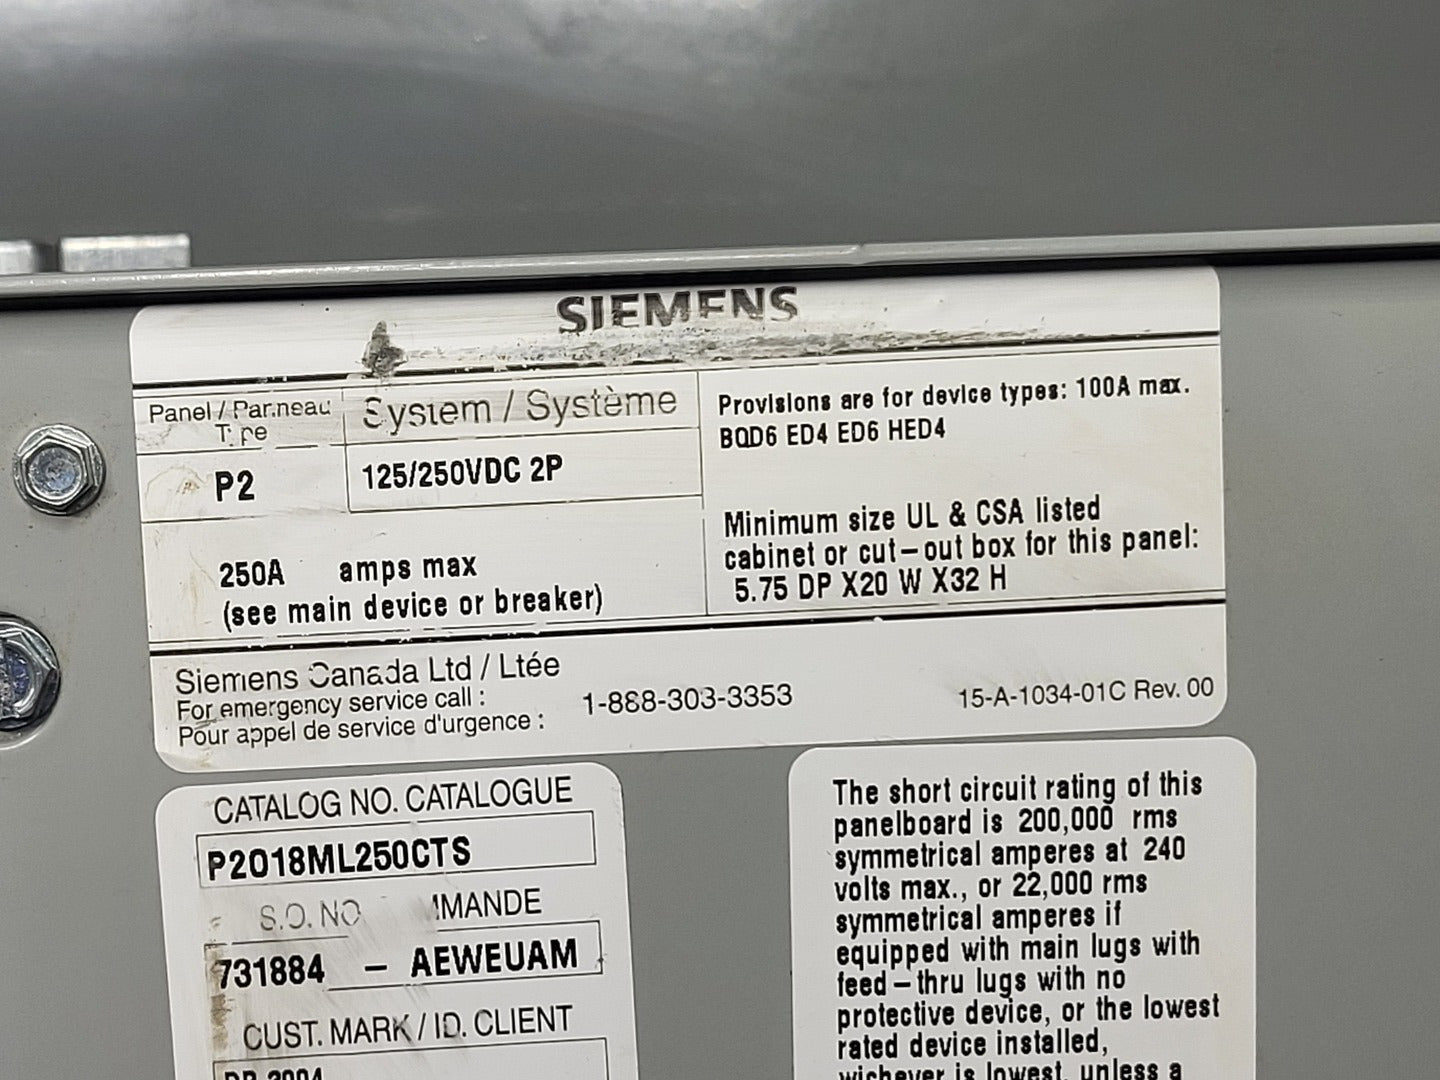 SIEMENS
Panel / Panneau
Type
System / Système
P2
125/250VDC 2P
250A amps max
(see main device or breaker)
Provisions are for device types: 100A max.
BQD6 ED4 ED6 HED4
Minimum size UL & CSA listed
cabinet or cut-out box for this panel:
5.75 DP X20 W X32 H
Siemens Canada Ltd / Ltée
For emergency service call :
Pour appel de service d'urgence :
1-888-303-3353
15-A-1034-01C Rev. 00
CATALOG NO. CATALOGUE
P2018ML250CTS
S.O. NO MANDE
731884 - AEWEUAM
CUST. MARK / ID. CLIENT
The short circuit rating of this
panelboard is 200,000 rms
symmetrical amperes at 240
volts max., or 22,000 rms
symmetrical amperes if
equipped with main lugs with
feed-thru lugs with no
protective device, or the lowest
rated device installed,
wichever is lowest, unless a